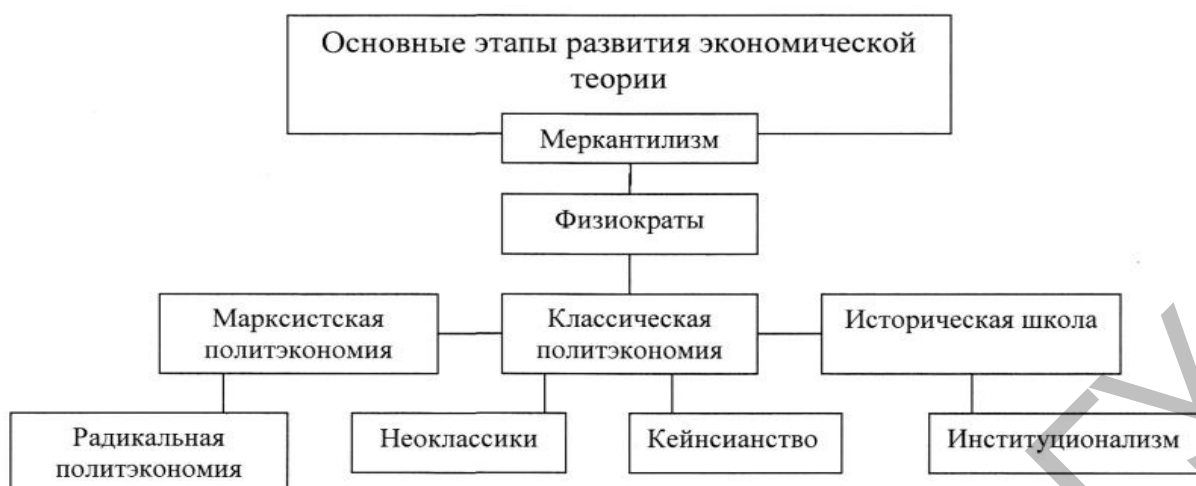 Основные этапы развития экономической
теории
Меркантилизм
Физиократы
Марксистская
политэкономия
Классическая
политэкономия
Историческая школа
Радикальная
политэкономия
Неоклассики
Кейнсианство
Институционализм